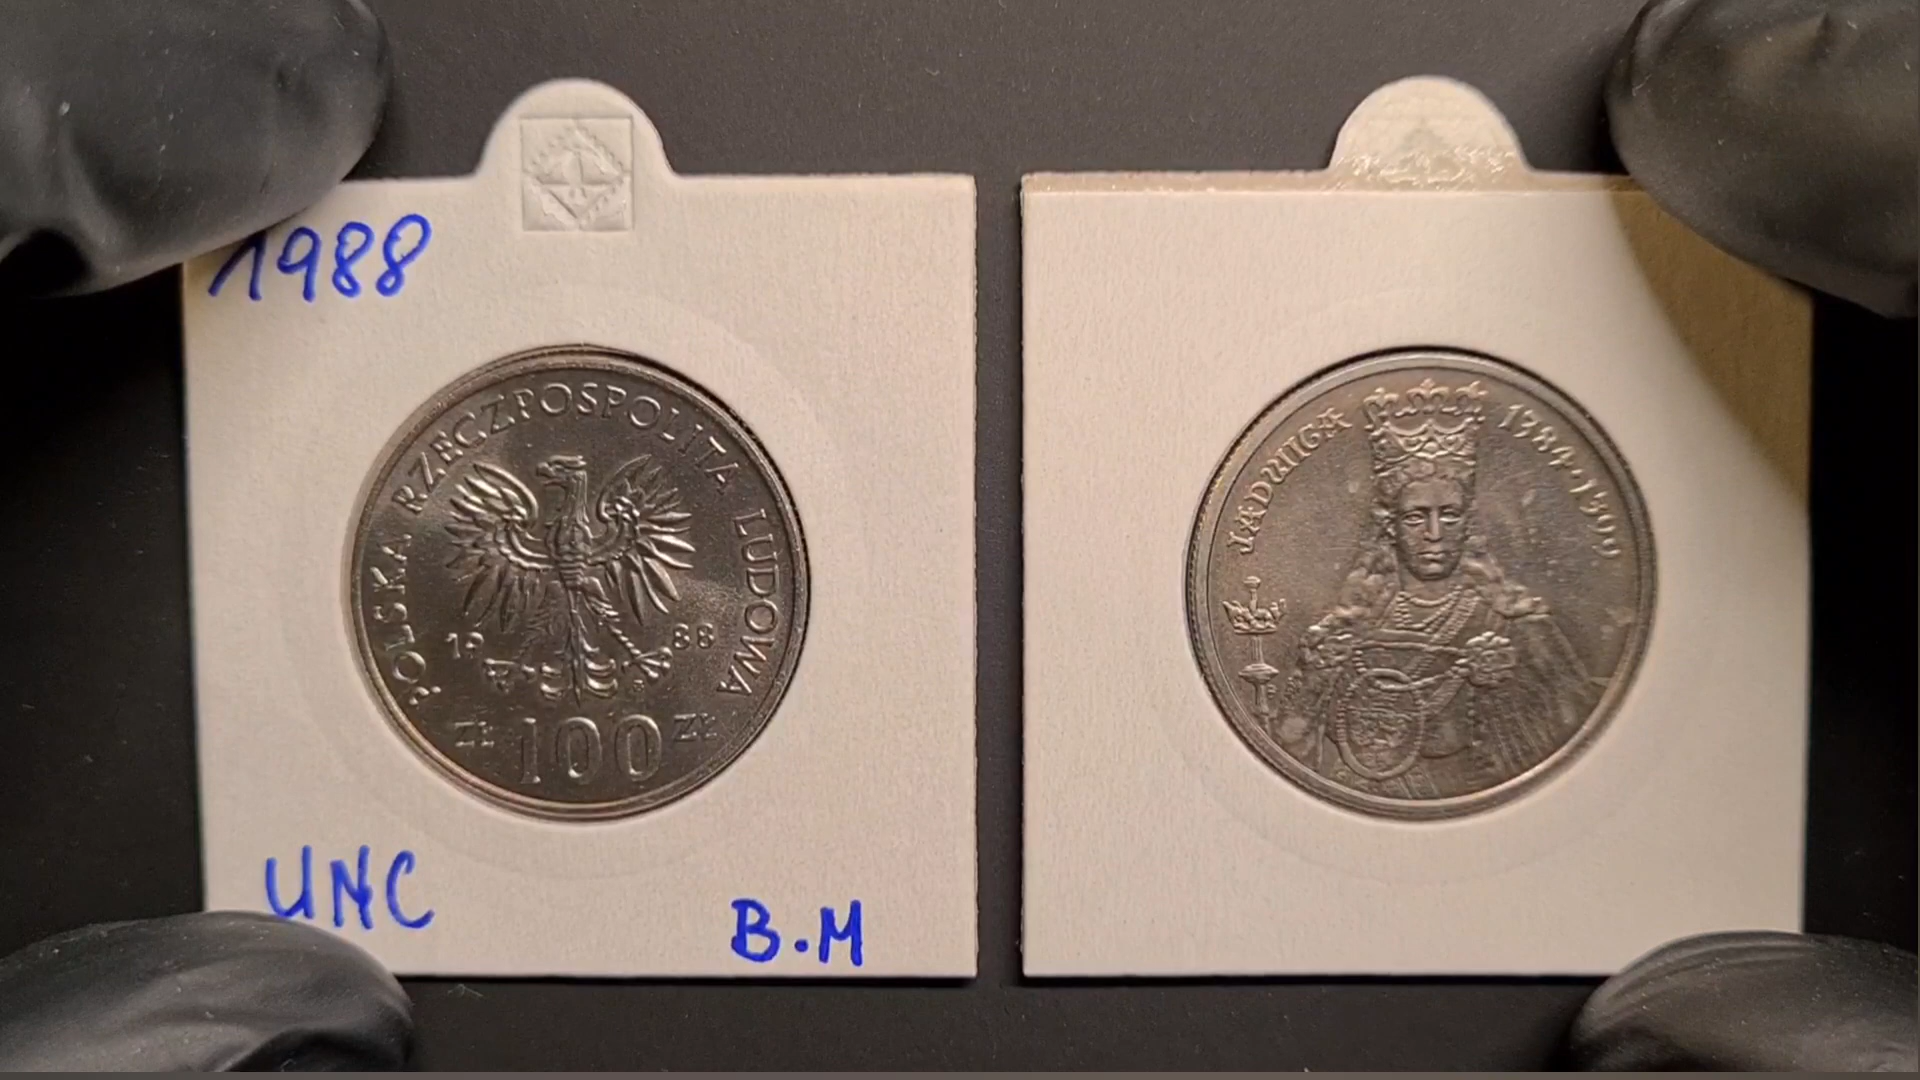 1988
POLSKA RZECZPOSPOLITA LUDOWA
19 88
ZŁ 100 ZŁ
UNC
B.M
JADWIGA 1384-1399